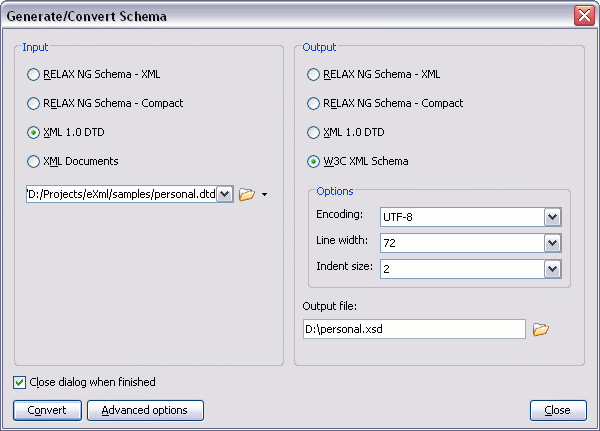 Generate/Convert Schema
Input
RELAX NG Schema - XML
RELAX NG Schema - Compact
XML 1.0 DTD
XML Documents
'D:/Projects/eXml/samples/personal.dtd
Output
RELAX NG Schema - XML
RELAX NG Schema - Compact
XML 1.0 DTD
W3C XML Schema
Options
Encoding: UTF-8
Line width: 72
Indent size: 2
Output file:
D:\personal.xsd
Close dialog when finished
Convert
Advanced options
Close